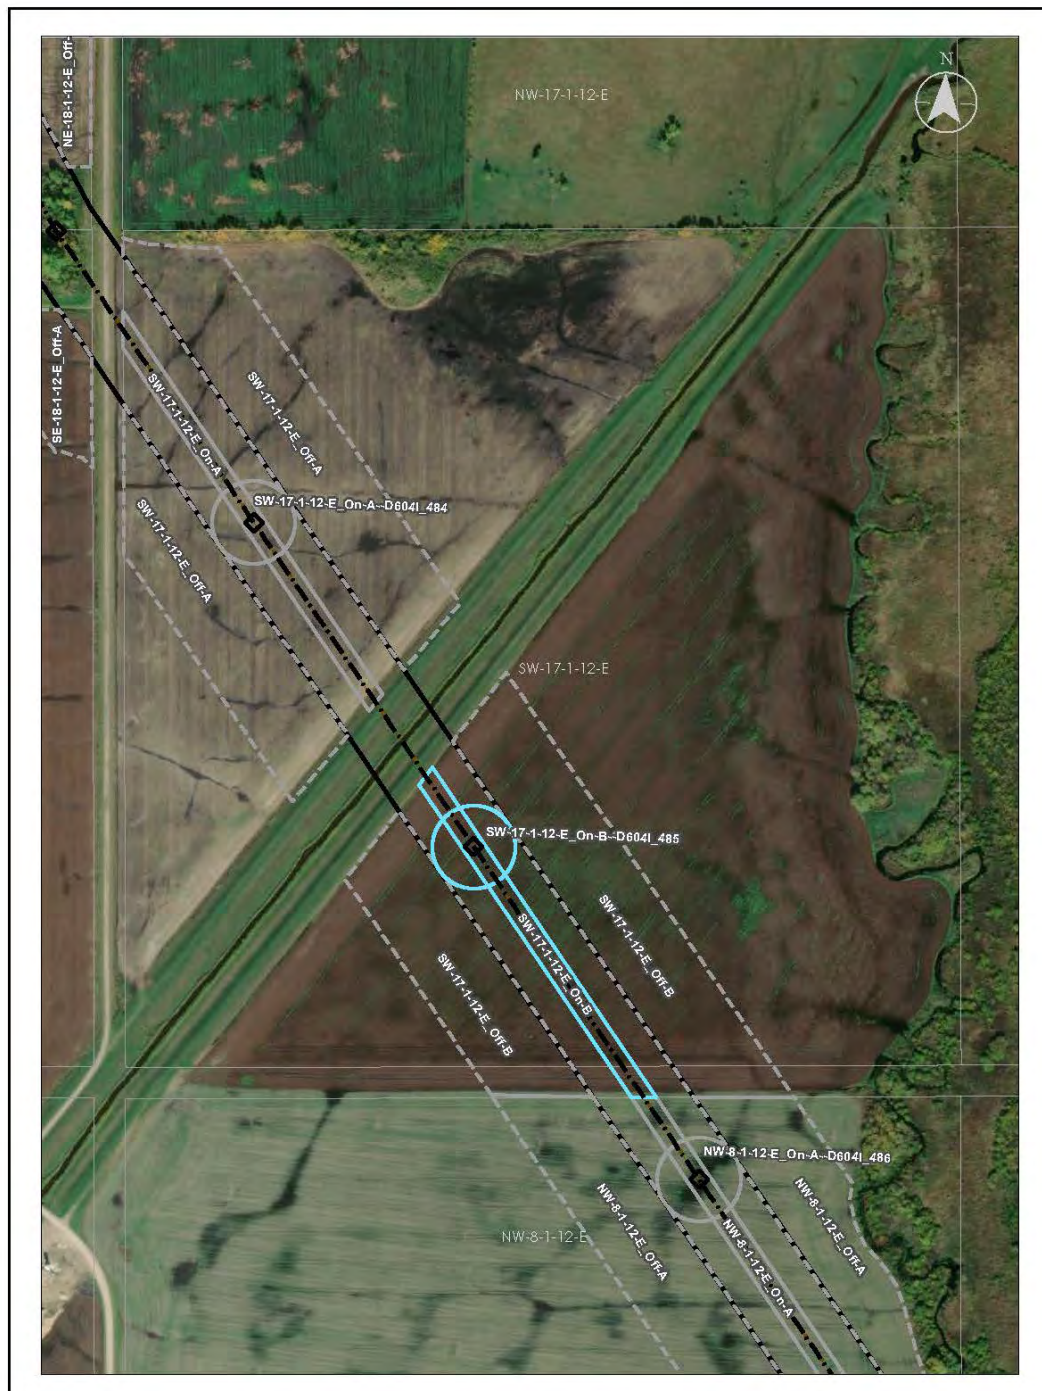 NE-18-1-12-E_Off-
NW-17-1-12-E
N
SE-18-1-12-E_Off-A
SW-17-1-12-E_On-A
SW-17-1-12-E_Off-A
SW-17-1-12-E_On-A--D604I_484
SW-17-1-12-E_Off-A
SW-17-1-12-E
SW-17-1-12-E_On-B--D604I_485
SW-17-1-12-E_On-B
SW-17-1-12-E_Off-B
SW-17-1-12-E_Off-B
NW-8-1-12-E_On-A--D604I_486
NW-8-1-12-E_Off-A
NW-8-1-12-E_Off-A
NW-8-1-12-E
NW-8-1-12-E_On-A